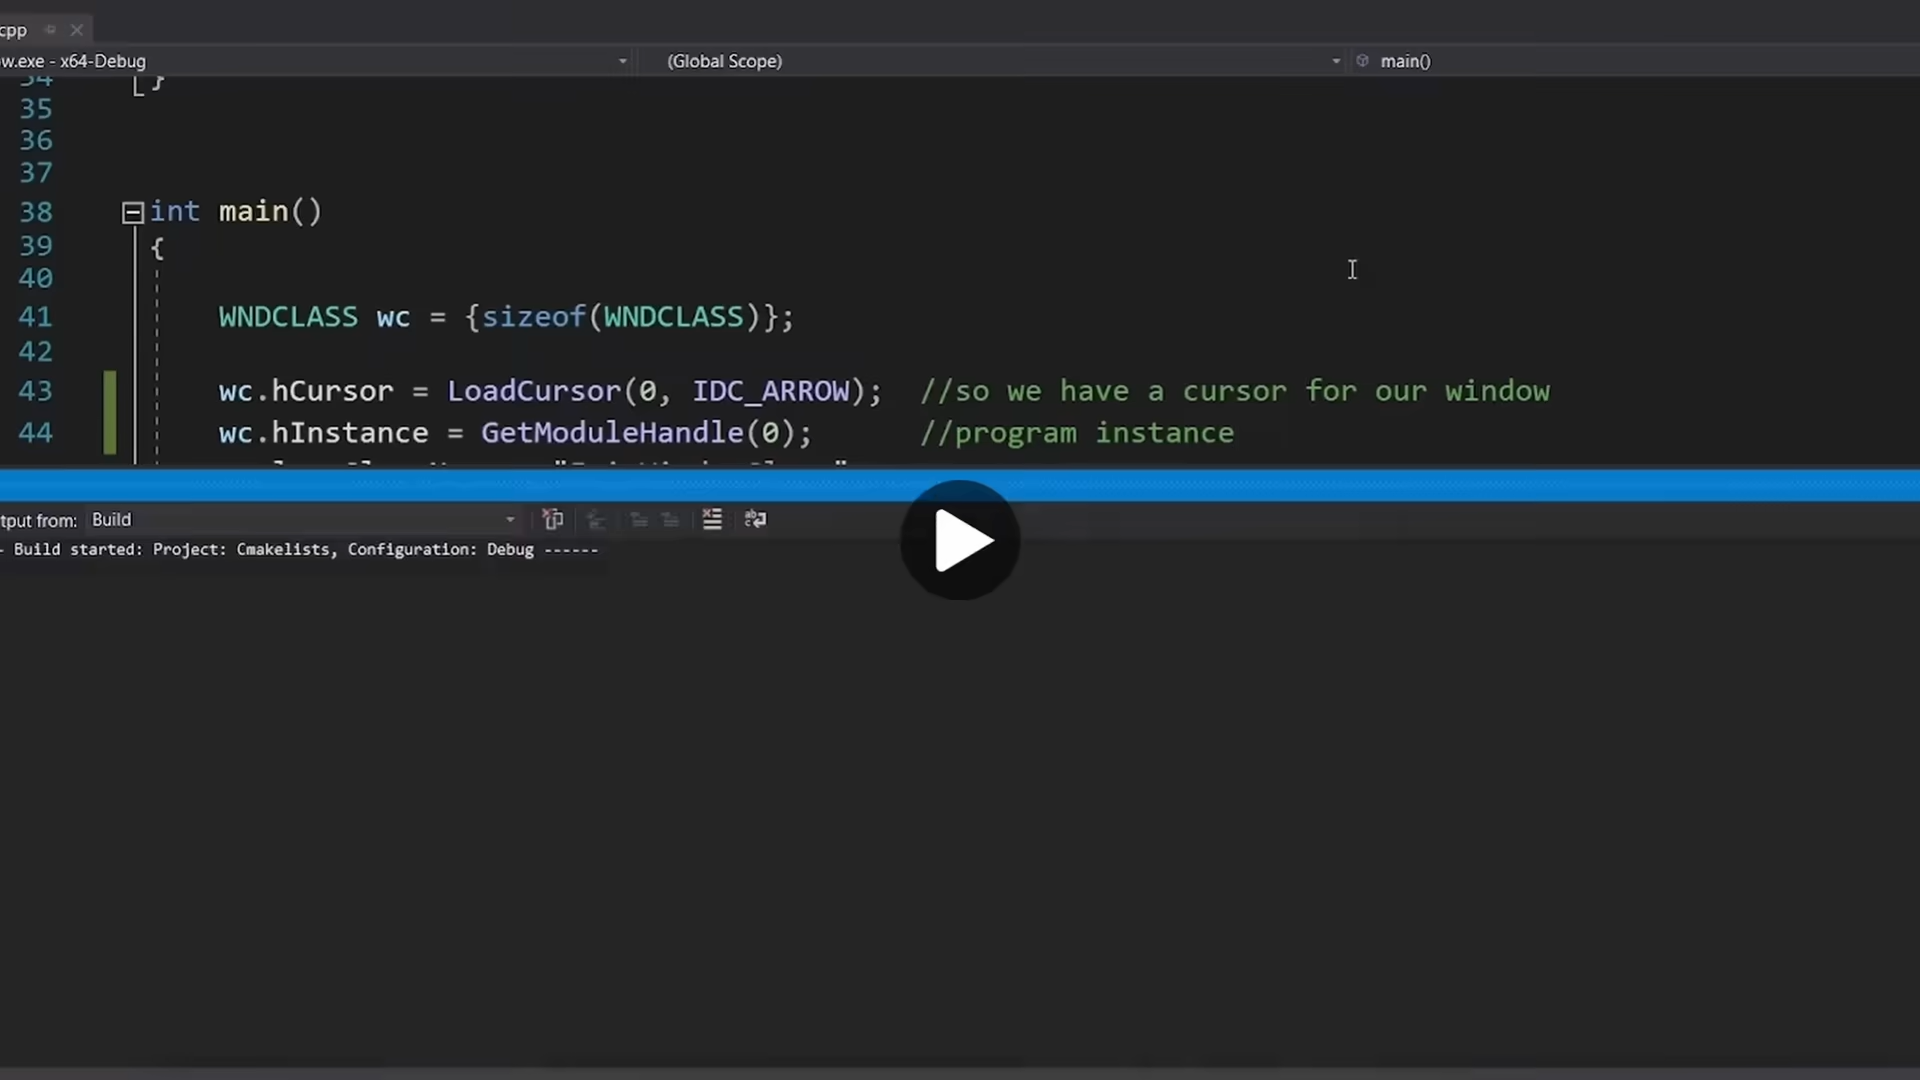 cpp
w.exe - x64-Debug (Global Scope) main()
34 }
35
36
37
38 int main()
39 {
40
41 WNDCLASS wc = {sizeof(WNDCLASS)};
42
43 wc.hCursor = LoadCursor(0, IDC_ARROW); //so we have a cursor for our window
44 wc.hInstance = GetModuleHandle(0); //program instance
tput from: Build
- Build started: Project: Cmakelists, Configuration: Debug ------